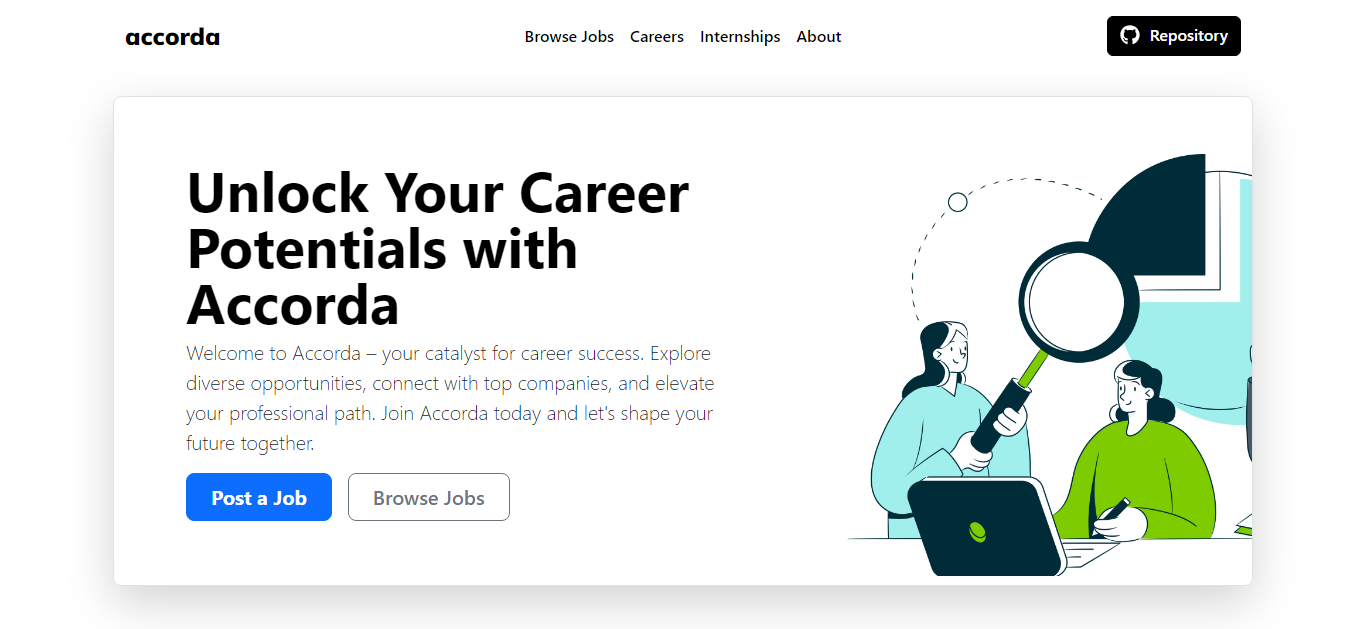 accorda
Browse Jobs Careers Internships About
Repository
Unlock Your Career
Potentials with
Accorda
Welcome to Accorda – your catalyst for career success. Explore
diverse opportunities, connect with top companies, and elevate
your professional path. Join Accorda today and let's shape your
future together.
Post a Job
Browse Jobs